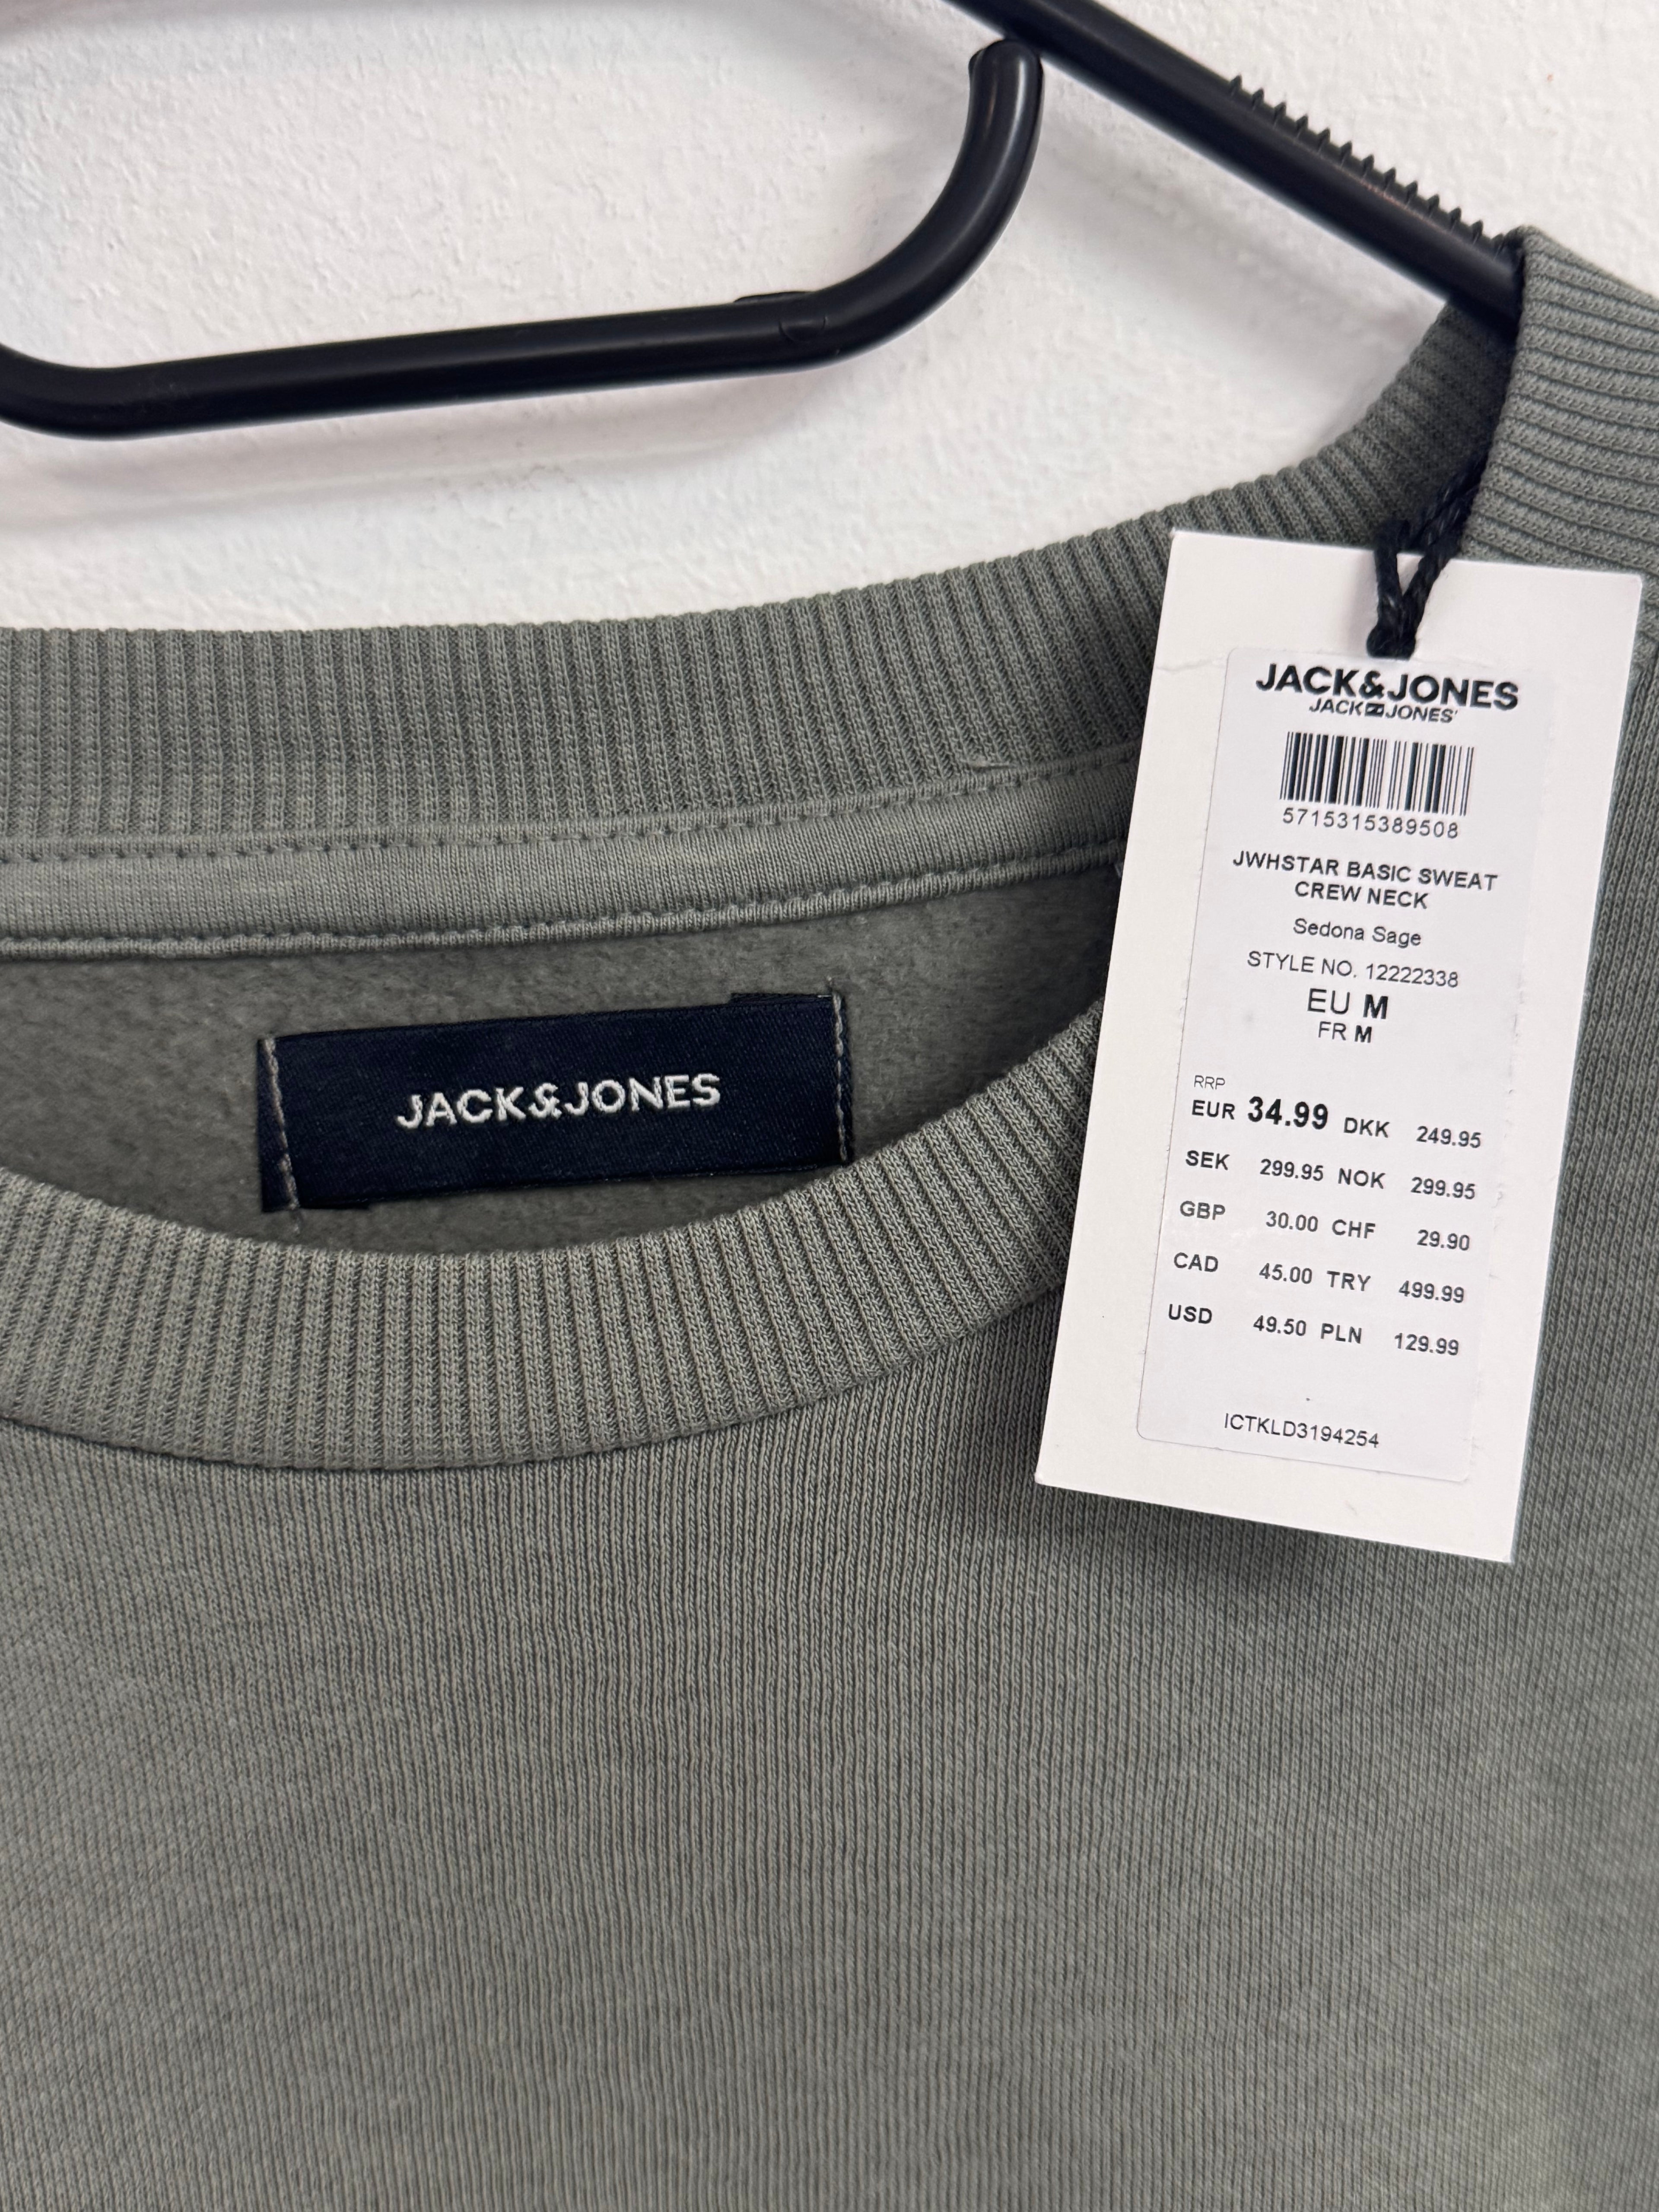 JACK&JONES
JACK&JONES
JACK JONES
5715315389508
JWHSTAR BASIC SWEAT
CREW NECK
Sedona Sage
STYLE NO. 12222338
EU M
FR M
RRP
EUR 34.99 DKK 249.95
SEK 299.95 NOK 299.95
GBP 30.00 CHF 29.90
CAD 45.00 TRY 499.99
USD 49.50 PLN 129.99
ICTKLD3194254